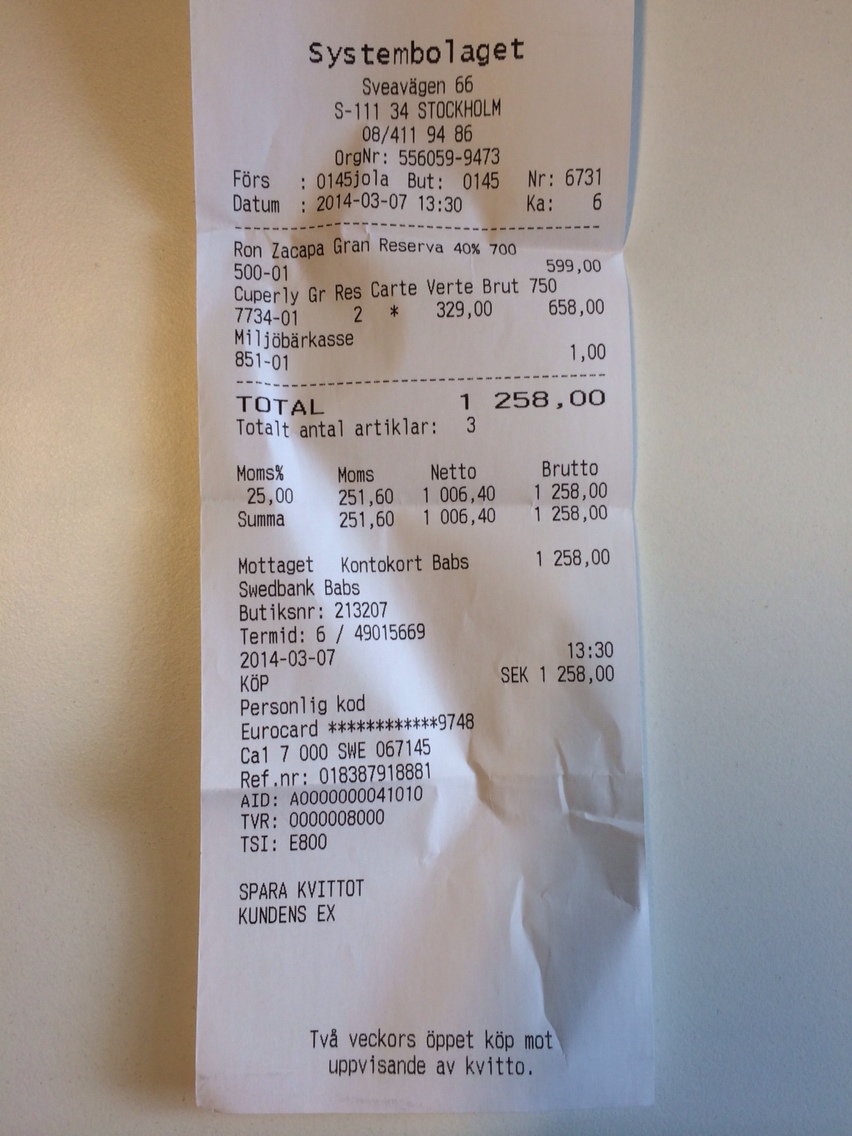 Systembolaget
Sveavägen 66
S-111 34 STOCKHOLM
08/411 94 86
OrgNr: 556059-9473
Förs : 0145jola But: 0145 Nr: 6731
Datum : 2014-03-07 13:30 Ka: 6
Ron Zacapa Gran Reserva 40% 700
500-01 599,00
Cuperly Gr Res Carte Verte Brut 750
7734-01 2 * 329,00 658,00
Miljöbärkasse
851-01 1,00
TOTAL 1 258,00
Totalt antal artiklar: 3
Moms% Moms Netto Brutto
25,00 251,60 1 006,40 1 258,00
Summa 251,60 1 006,40 1 258,00
Mottaget Kontokort Babs 1 258,00
Swedbank Babs
Butiksnr: 213207
Termid: 6 / 49015669
2014-03-07 13:30
KÖP SEK 1 258,00
Personlig kod
Eurocard ************9748
Ca1 7 000 SWE 067145
Ref.nr: 018387918881
AID: A0000000041010
TVR: 0000008000
TSI: E800
SPARA KVITTOT
KUNDENS EX
Två veckors öppet köp mot
uppvisande av kvitto.